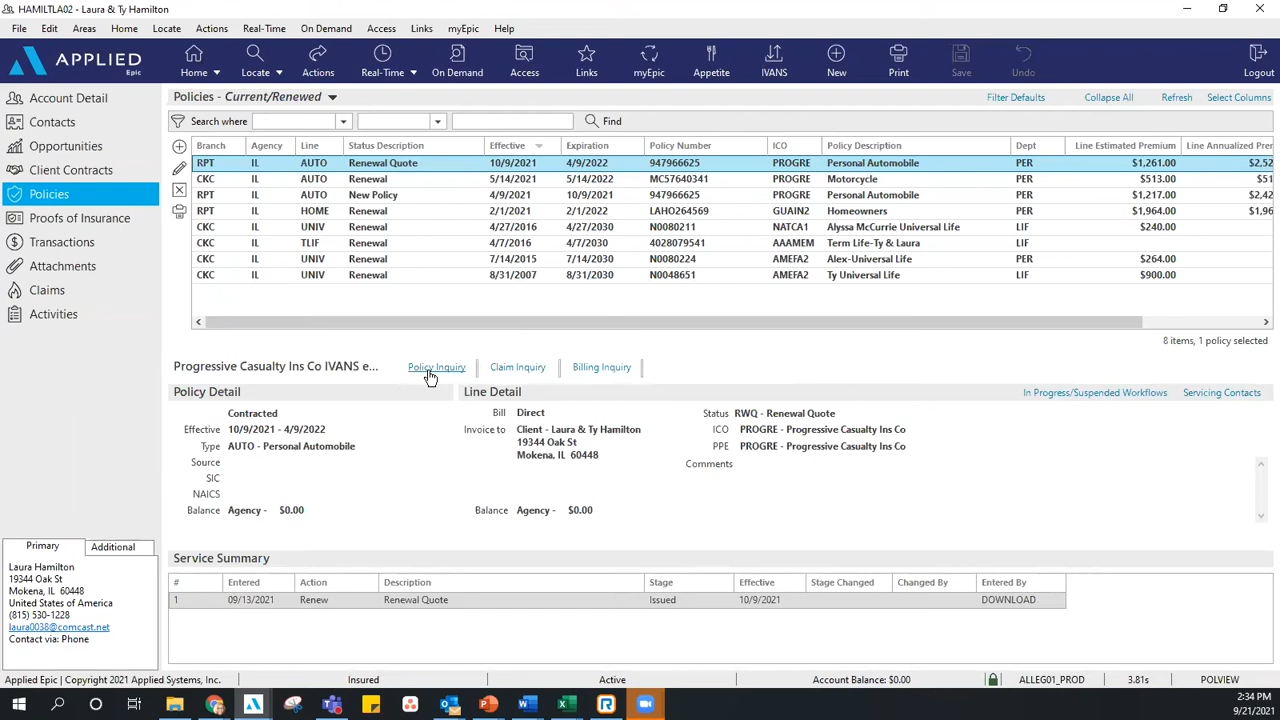 HAMILTLA02 - Laura & Ty Hamilton
File Edit Areas Home Locate Actions Real-Time On Demand Access Links myEpic Help
APPLIED Epic
Home Locate Actions Real-Time On Demand Access Links myEpic Appetite IVANS New Print Save Undo Logout
Account Detail
Contacts
Opportunities
Client Contracts
Policies
Proofs of Insurance
Transactions
Attachments
Claims
Activities
Policies - Current/Renewed Filter Defaults Collapse All Refresh Select Columns
Search where Find
Branch Agency Line Status Description Effective Expiration Policy Number ICO Policy Description Dept Line Estimated Premium Line Annualized Prer
RPT IL AUTO Renewal Quote 10/9/2021 4/9/2022 947966625 PROGRE Personal Automobile PER $1,261.00 $2,52
CKC IL AUTO Renewal 5/14/2021 5/14/2022 MC57640341 PROGRE Motorcycle PER $513.00 $51
RPT IL AUTO New Policy 4/9/2021 10/9/2021 947966625 PROGRE Personal Automobile PER $1,217.00 $2,42
RPT IL HOME Renewal 2/1/2021 2/1/2022 LAHO264569 GUAIN2 Homeowners PER $1,964.00 $1,96
CKC IL UNIV Renewal 4/27/2016 4/27/2030 N0080211 NATCA1 Alyssa McCurrie Universal Life LIF $240.00
CKC IL TLIF Renewal 4/7/2016 4/7/2030 4028079541 AAAMEM Term Life-Ty & Laura LIF
CKC IL UNIV Renewal 7/14/2015 7/14/2030 N0080224 AMEFA2 Alex-Universal Life PER $264.00
CKC IL UNIV Renewal 8/31/2007 8/31/2030 N0048651 AMEFA2 Ty Universal Life LIF $900.00
8 items, 1 policy selected
Progressive Casualty Ins Co IVANS e... Policy Inquiry Claim Inquiry Billing Inquiry
Policy Detail
Contracted
Effective 10/9/2021 - 4/9/2022
Type AUTO - Personal Automobile
Source
SIC
NAICS
Balance Agency - $0.00
Line Detail In Progress/Suspended Workflows Servicing Contacts
Bill Direct
Invoice to Client - Laura & Ty Hamilton
19344 Oak St
Mokena, IL 60448
Balance Agency - $0.00
Status RWQ - Renewal Quote
ICO PROGRE - Progressive Casualty Ins Co
PPE PROGRE - Progressive Casualty Ins Co
Comments
Service Summary
# Entered Action Description Stage Effective Stage Changed Changed By Entered By
1 09/13/2021 Renew Renewal Quote Issued 10/9/2021 DOWNLOAD
Primary Additional
Laura Hamilton
19344 Oak St
Mokena, IL 60448
United States of America
(815) 530-1228
laura0038@comcast.net
Contact via: Phone
Applied Epic | Copyright (C) 2021 Applied Systems, Inc. Insured Active Account Balance: $0.00 ALLEG01_PROD 3.81s POLVIEW
2:34 PM
9/21/2021